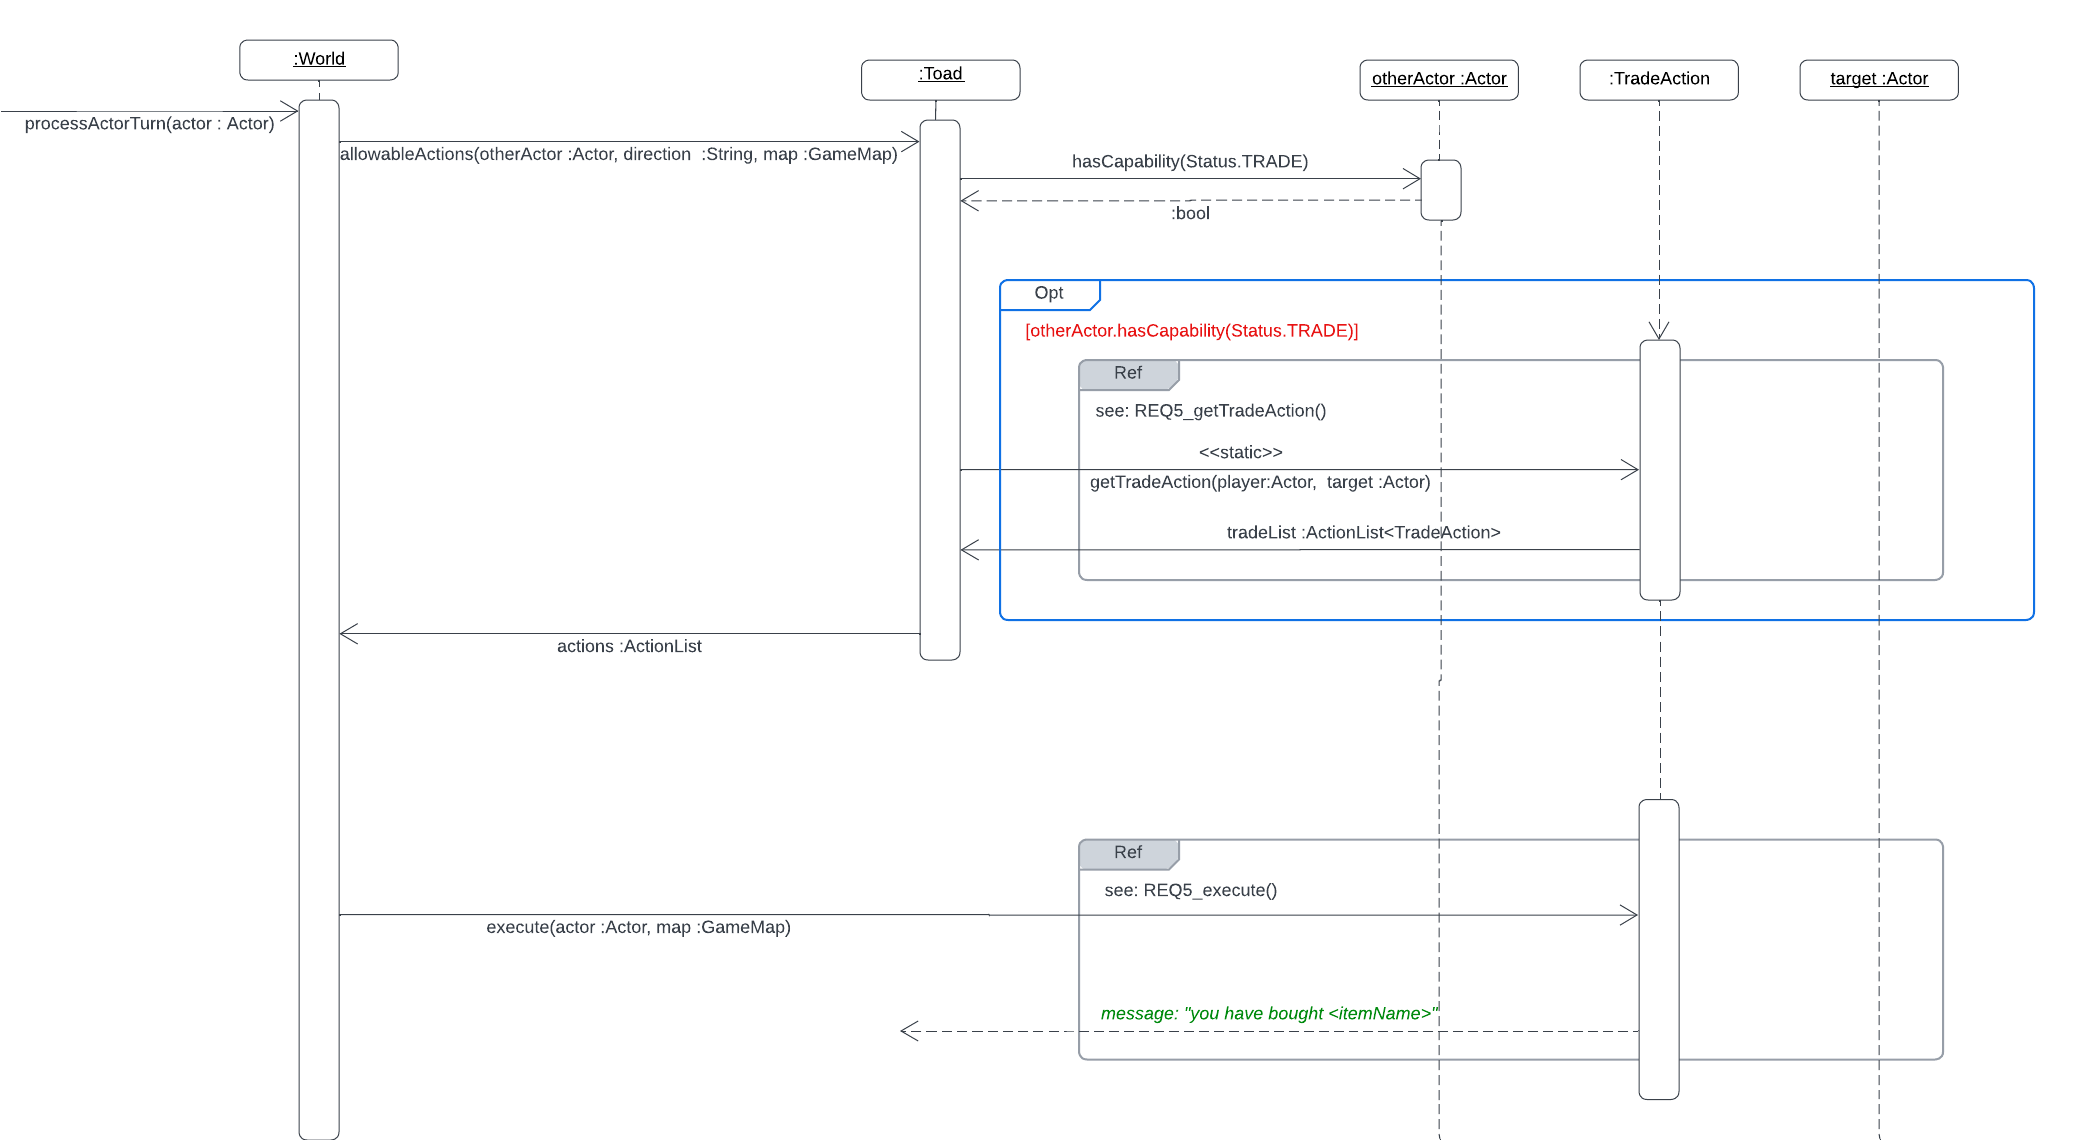 :World
:Toad
otherActor :Actor
:TradeAction
target :Actor
processActorTurn(actor : Actor)
allowableActions(otherActor :Actor, direction  :String, map :GameMap)
hasCapability(Status.TRADE)
:bool
Opt
[otherActor.hasCapability(Status.TRADE)]
Ref
see: REQ5_getTradeAction()
<<static>>
getTradeAction(player:Actor,  target :Actor)
tradeList :ActionList<TradeAction>
actions :ActionList
Ref
see: REQ5_execute()
execute(actor :Actor, map :GameMap)
message: "you have bought <itemName>"